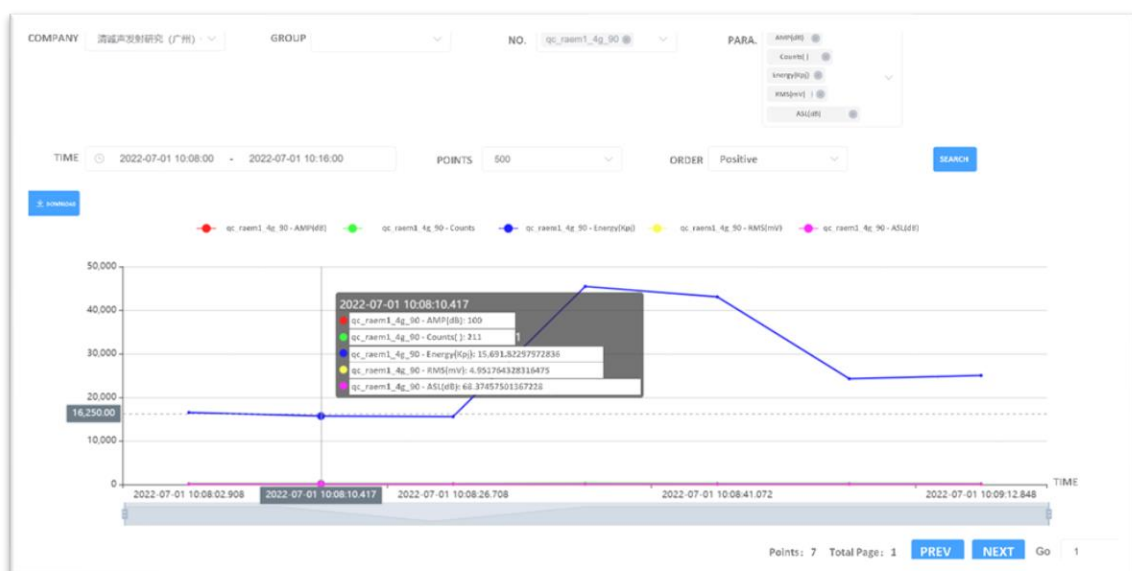 COMPANY 清诚声发射研究（广州） GROUP NO. qc_raem1_4g_90 PARA. AMP(dB)
Counts( )
Energy(Kpj)
RMS(mV)
ASL(dB)
TIME 2022-07-01 10:08:00 - 2022-07-01 10:16:00 POINTS 500 ORDER Positive SEARCH
DOWNLOAD
qc_raem1_4g_90 - AMP(dB) qc_raem1_4g_90 - Counts qc_raem1_4g_90 - Energy(Kpj) qc_raem1_4g_90 - RMS(mV) qc_raem1_4g_90 - ASL(dB)
50,000
40,000
30,000
20,000
16,250.00
10,000
0
2022-07-01 10:08:10.417
qc_raem1_4g_90 - AMP(dB): 100
qc_raem1_4g_90 - Counts( ): 211
qc_raem1_4g_90 - Energy(Kpj): 15,691.82297972836
qc_raem1_4g_90 - RMS(mV): 4.951764328316475
qc_raem1_4g_90 - ASL(dB): 68.37457501367228
TIME
2022-07-01 10:08:02.908 2022-07-01 10:08:10.417 2022-07-01 10:08:26.708 2022-07-01 10:08:41.072 2022-07-01 10:09:12.848
Points: 7 Total Page: 1 PREV NEXT Go 1